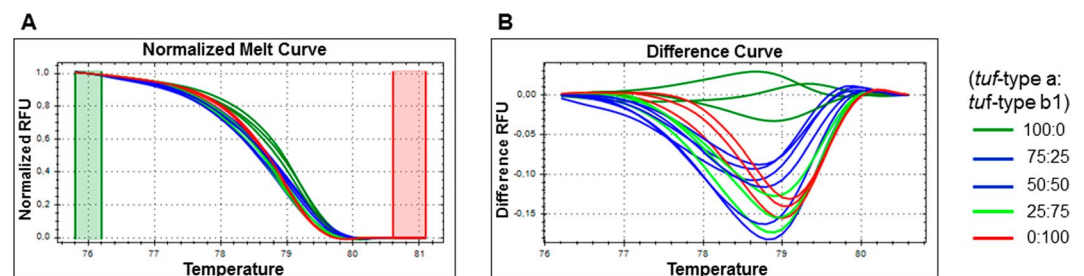 A
Normalized Melt Curve
Normalized RFU
1,0
0,8
0,6
0,4
0,2
0,0
76
77
78
79
80
81
Temperature
B
Difference Curve
Difference RFU
0,00
-0,05
-0,10
-0,15
76
77
78
79
80
Temperature
(tuf-type a:
tuf-type b1)
100:0
75:25
50:50
25:75
0:100